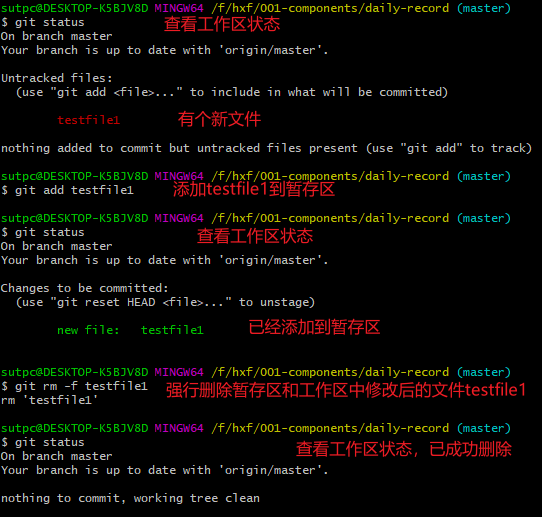 sutpc@DESKTOP-K5BJV8D MINGW64 /f/hxf/001-components/daily-record (master)
$ git status 查看工作区状态
On branch master
Your branch is up to date with 'origin/master'.
Untracked files:
(use "git add <file>..." to include in what will be committed)
testfile1 有个新文件
nothing added to commit but untracked files present (use "git add" to track)
sutpc@DESKTOP-K5BJV8D MINGW64 /f/hxf/001-components/daily-record (master)
$ git add testfile1 添加testfile1到暂存区
sutpc@DESKTOP-K5BJV8D MINGW64 /f/hxf/001-components/daily-record (master)
$ git status 查看工作区状态
On branch master
Your branch is up to date with 'origin/master'.
Changes to be committed:
(use "git reset HEAD <file>..." to unstage)
new file: testfile1 已经添加到暂存区
sutpc@DESKTOP-K5BJV8D MINGW64 /f/hxf/001-components/daily-record (master)
$ git rm -f testfile1 强行删除暂存区和工作区中修改后的文件testfile1
rm 'testfile1'
sutpc@DESKTOP-K5BJV8D MINGW64 /f/hxf/001-components/daily-record (master)
$ git status 查看工作区状态，已成功删除
On branch master
Your branch is up to date with 'origin/master'.
nothing to commit, working tree clean